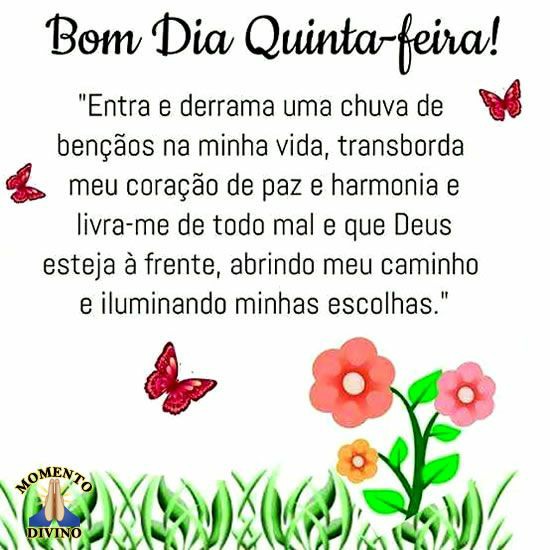 Bom Dia Quinta-feira!
"Entra e derrama uma chuva de
bençãos na minha vida, transborda
meu coração de paz e harmonia e
livra-me de todo mal e que Deus
esteja à frente, abrindo meu caminho
e iluminando minhas escolhas."
MOMENTO
DIVINO